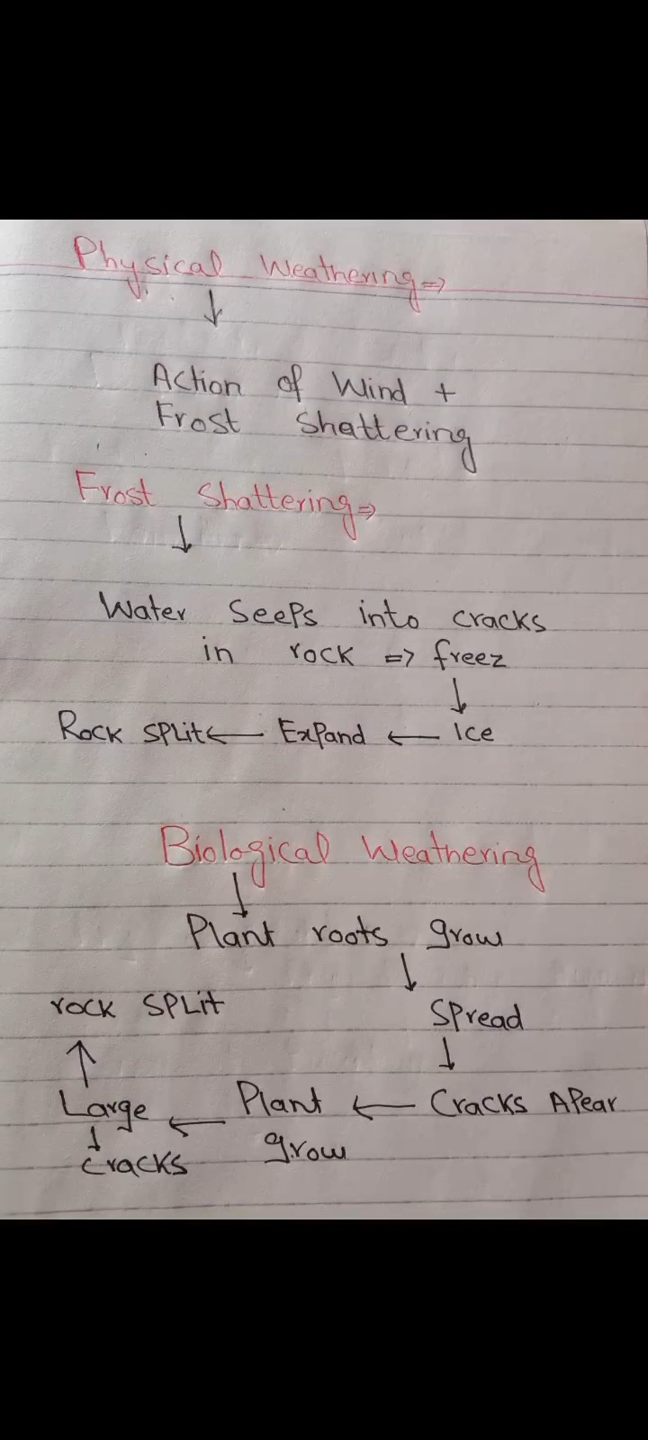 Physical Weathering ⇒
↓
Action of Wind +
Frost Shattering
Frost Shattering ⇒
↓
Water Seeps into cracks
in rock ⇒ freez
↓
Rock SPLit ← ExPand ← Ice
Biological Weathering
↓
Plant roots grow
↓
rock SPLit
SPread
↑ ↓
Large ← Plant ← Cracks APear
↓
cracks grow